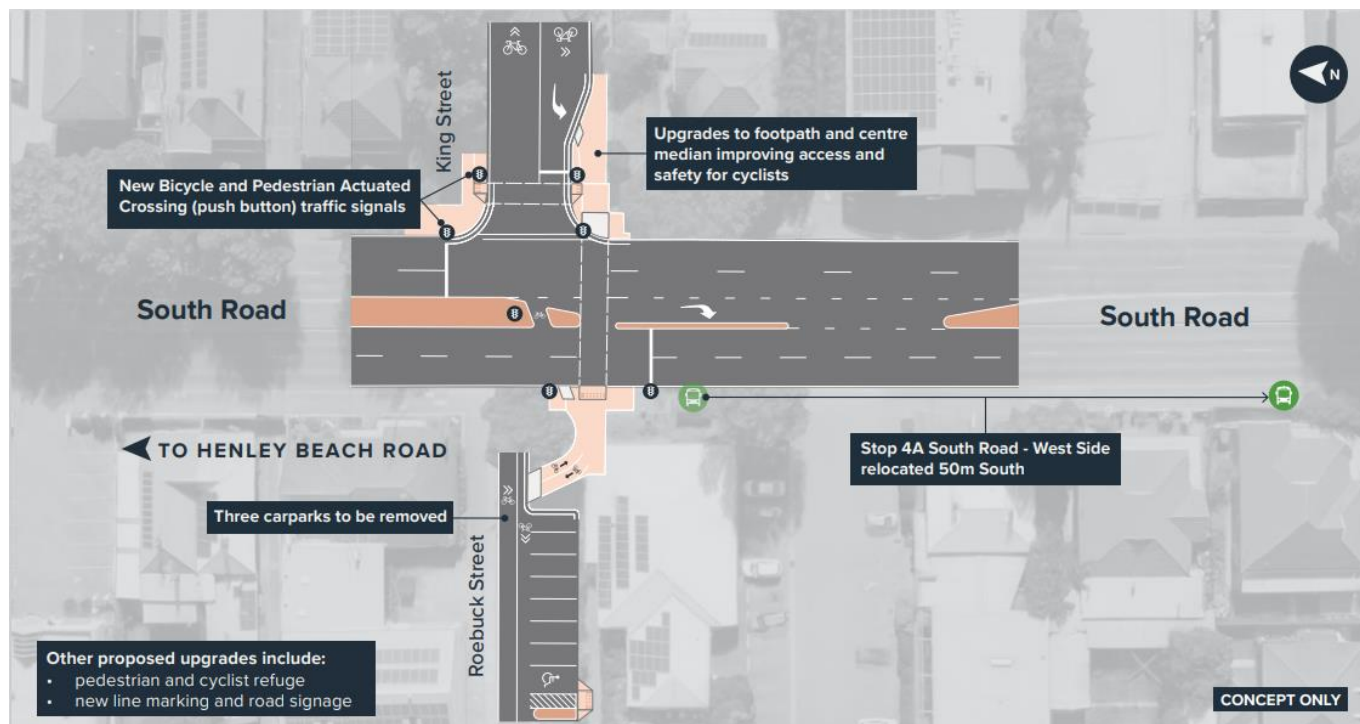 N
King Street
Upgrades to footpath and centre
median improving access and
safety for cyclists
New Bicycle and Pedestrian Actuated
Crossing (push button) traffic signals
South Road
South Road
TO HENLEY BEACH ROAD
Stop 4A South Road - West Side
relocated 50m South
Three carparks to be removed
Roebuck Street
Other proposed upgrades include:
• pedestrian and cyclist refuge
• new line marking and road signage
CONCEPT ONLY